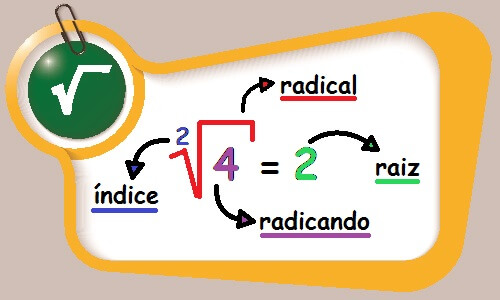 √
radical
²√4 = 2
raiz
índice
radicando